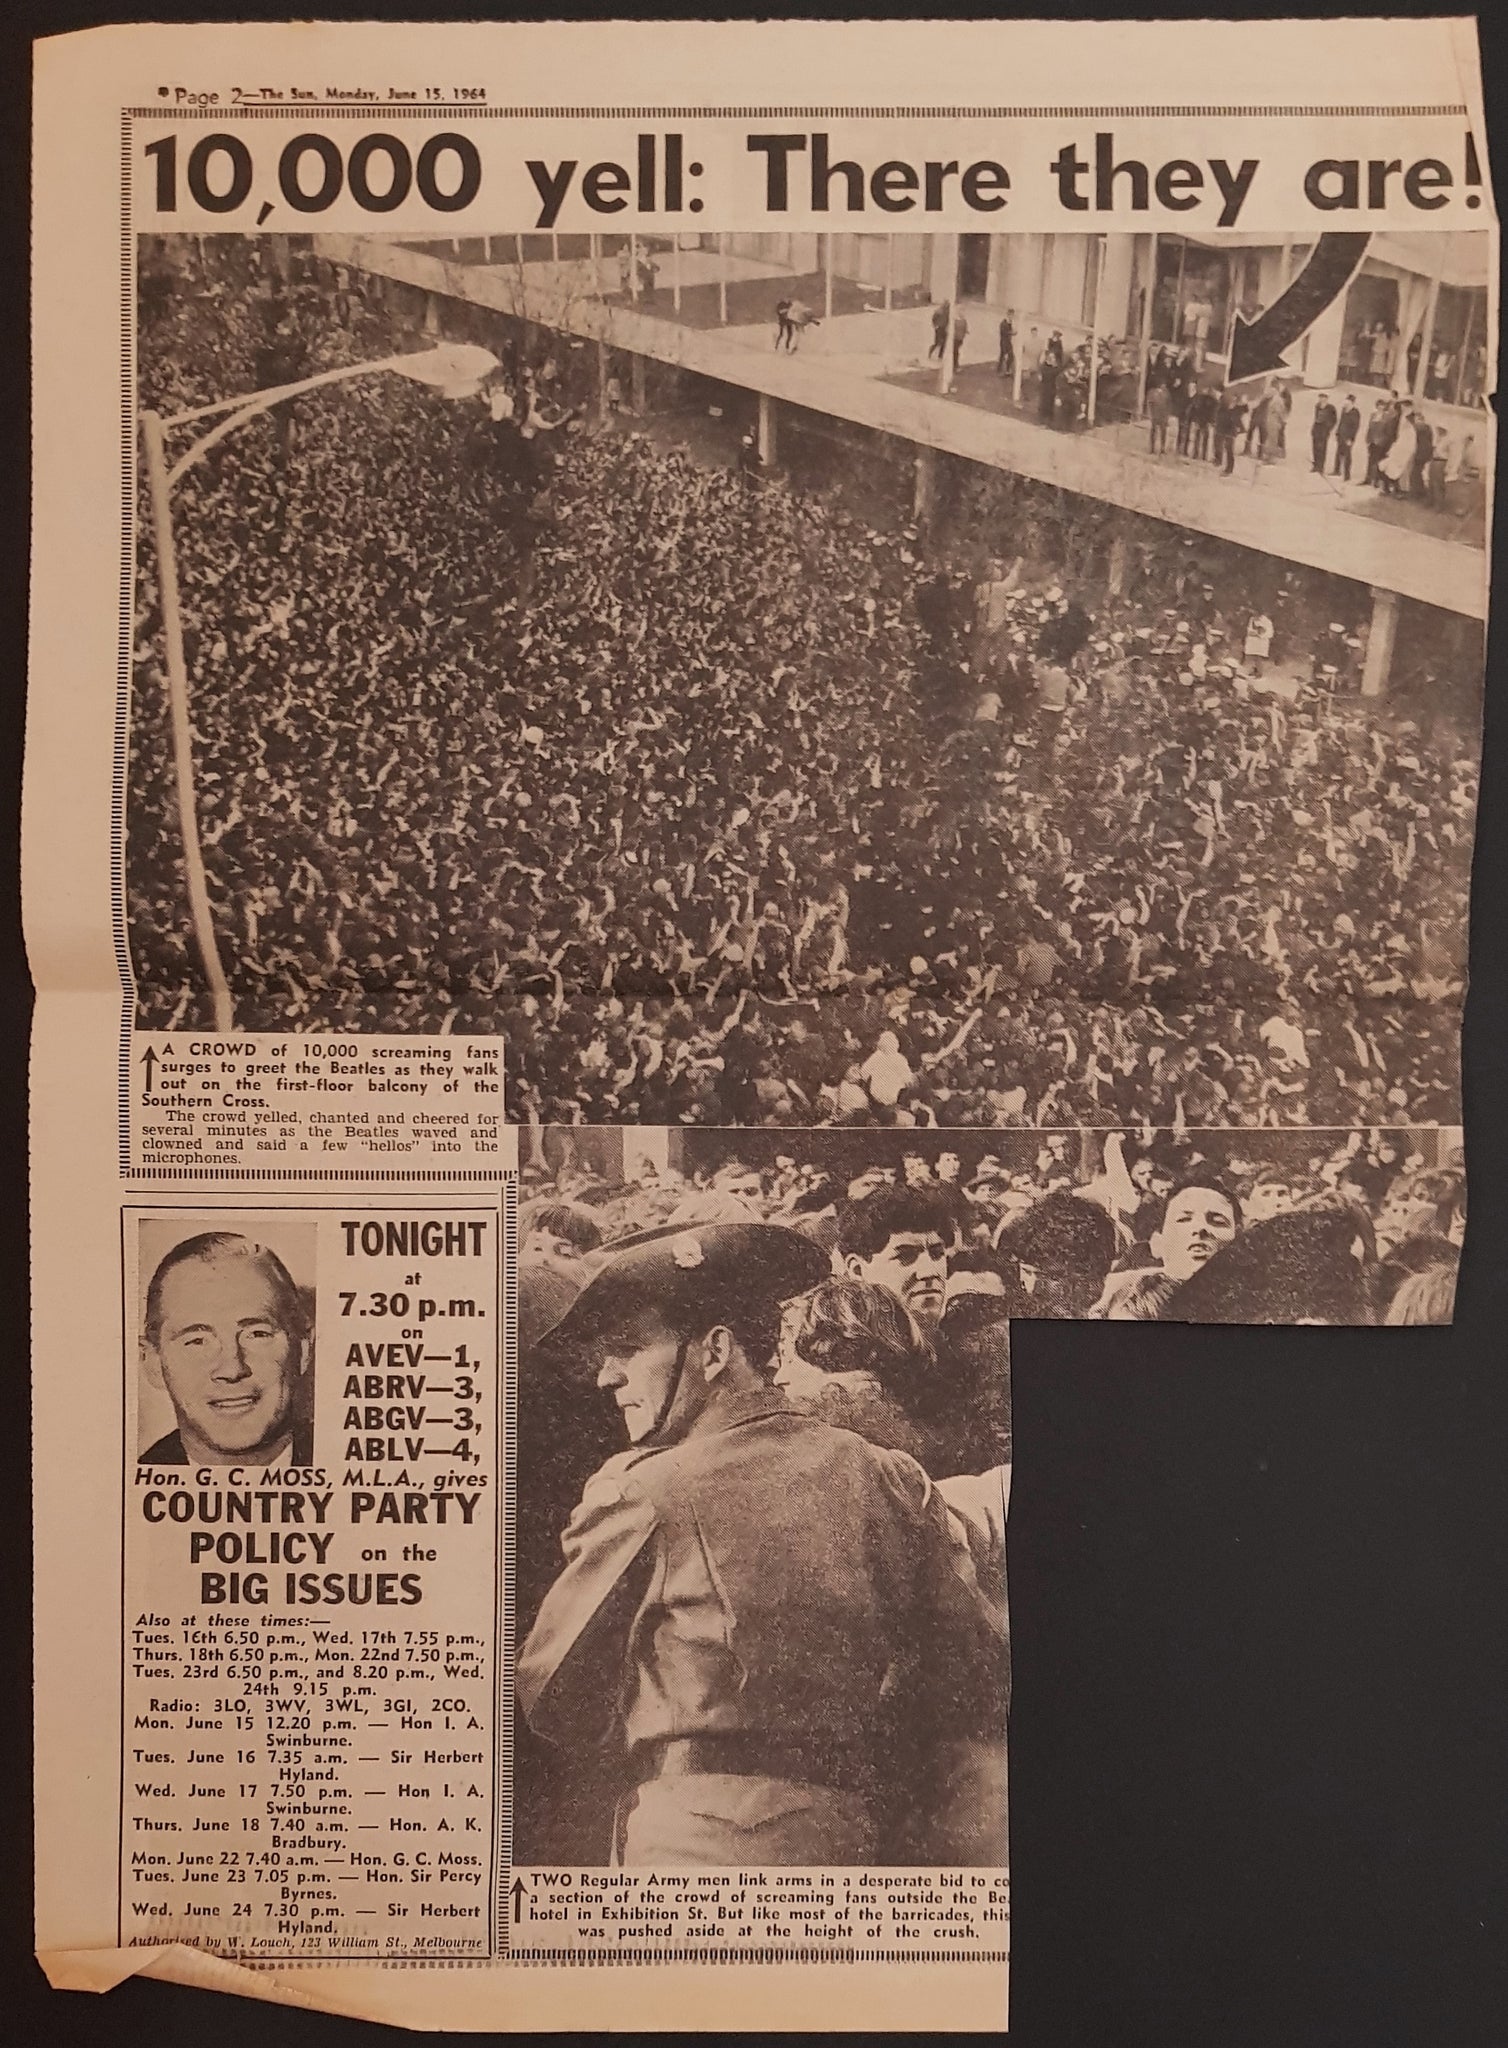 Page 2—The Sun, Monday, June 15, 1964
10,000 yell: There they are!
A CROWD of 10,000 screaming fans
surges to greet the Beatles as they walk
out on the first-floor balcony of the
Southern Cross.
The crowd yelled, chanted and cheered for
several minutes as the Beatles waved and
clowned and said a few "hellos" into the
microphones.
TONIGHT
at
7.30 p.m.
on
AVEV—1,
ABRV—3,
ABGV—3,
ABLV—4,
Hon. G. C. MOSS, M.L.A., gives
COUNTRY PARTY
POLICY on the
BIG ISSUES
Also at these times:—
Tues. 16th 6.50 p.m., Wed. 17th 7.55 p.m.,
Thurs. 18th 6.50 p.m., Mon. 22nd 7.50 p.m.,
Tues. 23rd 6.50 p.m., and 8.20 p.m., Wed.
24th 9.15 p.m.
Radio: 3LO, 3WV, 3WL, 3GI, 2CO.
Mon. June 15 12.20 p.m. — Hon I. A.
Swinburne.
Tues. June 16 7.35 a.m. — Sir Herbert
Hyland.
Wed. June 17 7.50 p.m. — Hon I. A.
Swinburne.
Thurs. June 18 7.40 a.m. — Hon. A. K.
Bradbury.
Mon. June 22 7.40 a.m. — Hon. G. C. Moss.
Tues. June 23 7.05 p.m. — Hon. Sir Percy
Byrnes.
Wed. June 24 7.30 p.m. — Sir Herbert
Hyland.
Authorised by W. Louch, 123 William St., Melbourne
TWO Regular Army men link arms in a desperate bid to co
a section of the crowd of screaming fans outside the Be
hotel in Exhibition St. But like most of the barricades, this
was pushed aside at the height of the crush.